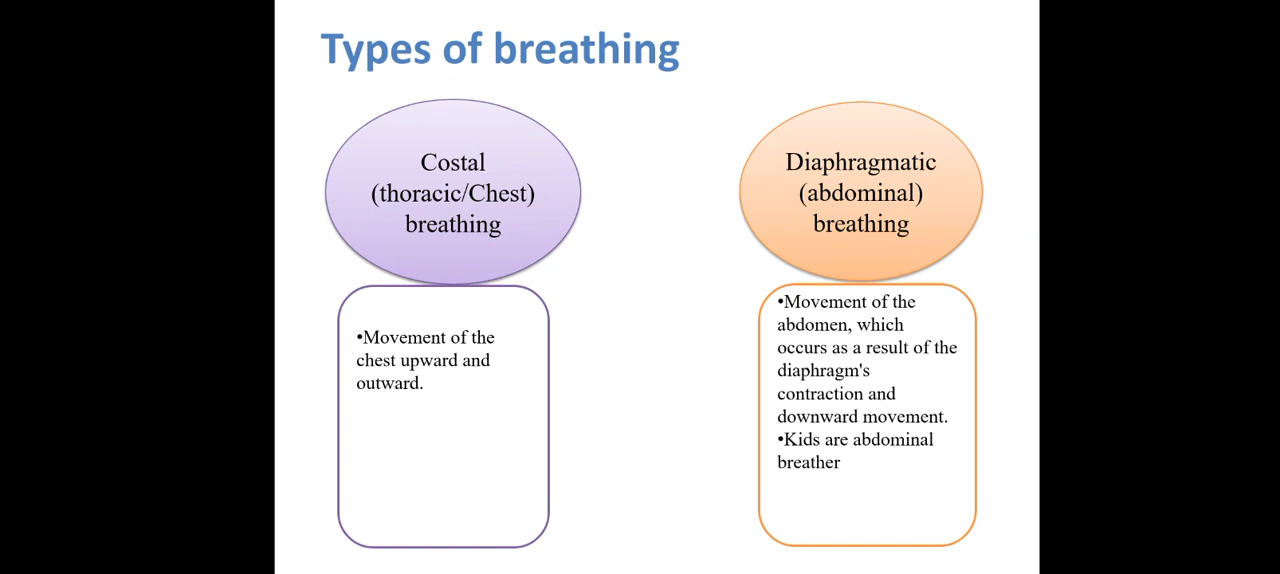 Types of breathing
Costal
(thoracic/Chest)
breathing
•Movement of the
chest upward and
outward.
Diaphragmatic
(abdominal)
breathing
•Movement of the
abdomen, which
occurs as a result of the
diaphragm's
contraction and
downward movement.
•Kids are abdominal
breather